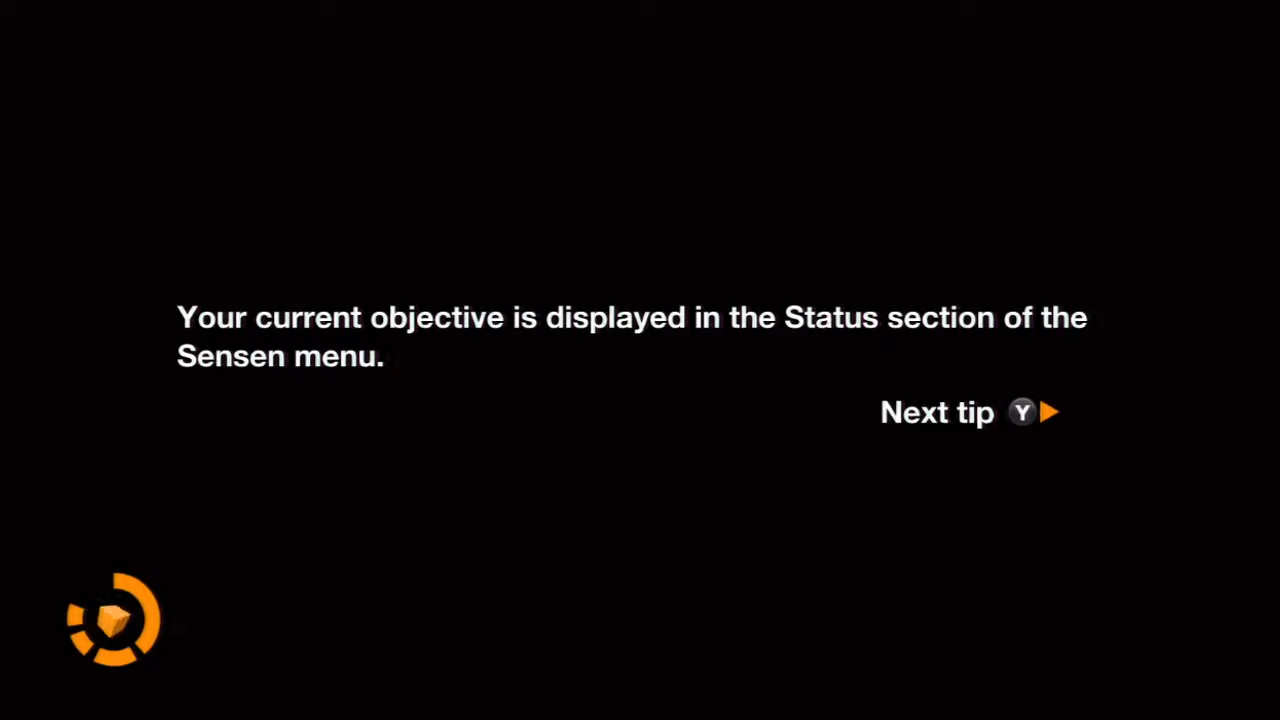 Your current objective is displayed in the Status section of the
Sensen menu.
Next tip Y